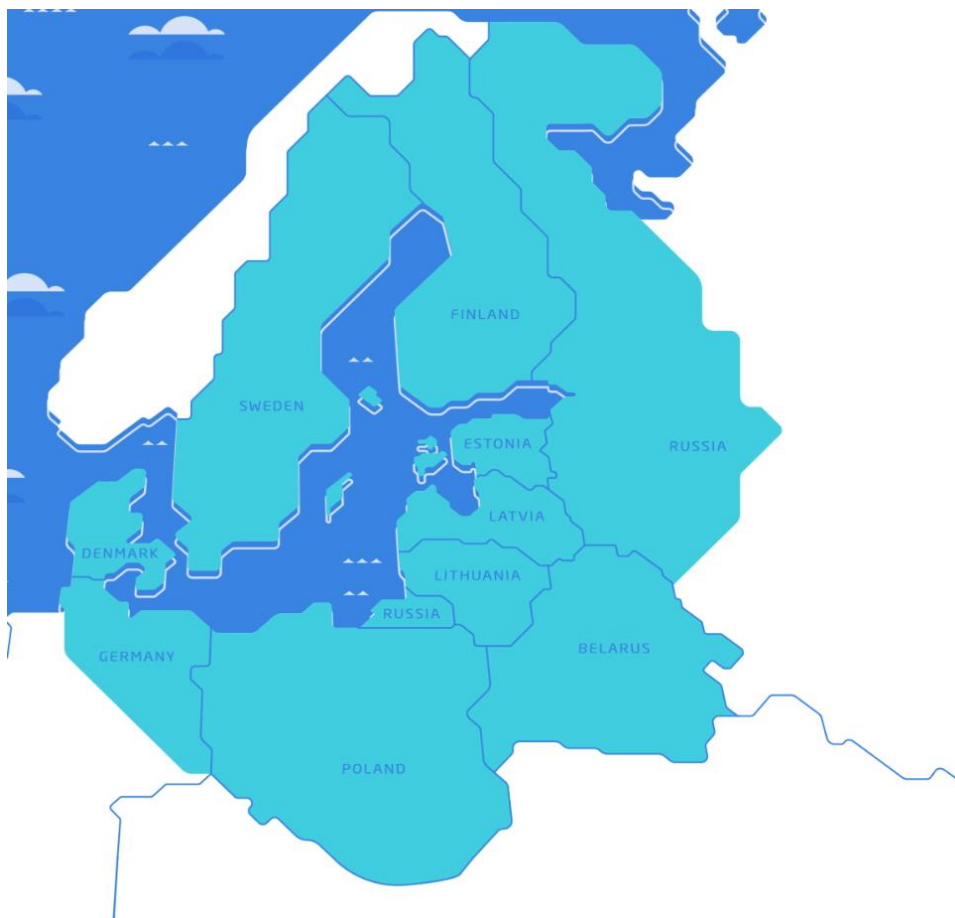 FINLAND
SWEDEN
ESTONIA
RUSSIA
LATVIA
DENMARK
LITHUANIA
RUSSIA
BELARUS
GERMANY
POLAND